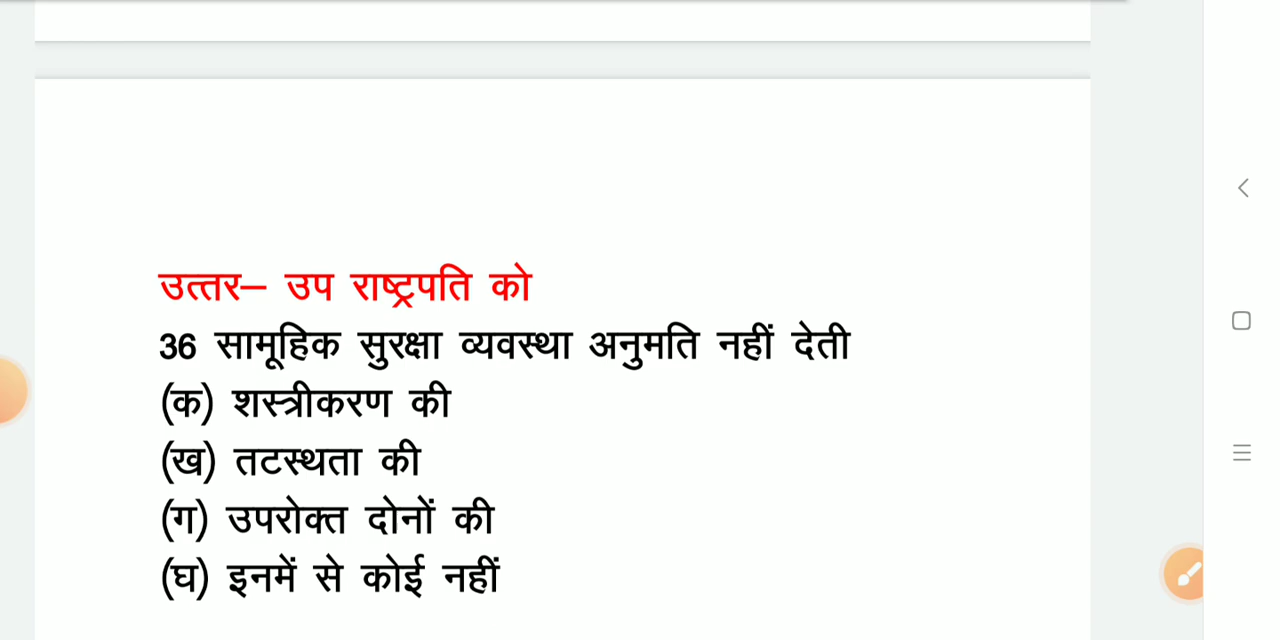 उत्तर– उप राष्ट्रपति को
36 सामूहिक सुरक्षा व्यवस्था अनुमति नहीं देती
(क) शस्त्रीकरण की
(ख) तटस्थता की
(ग) उपरोक्त दोनों की
(घ) इनमें से कोई नहीं